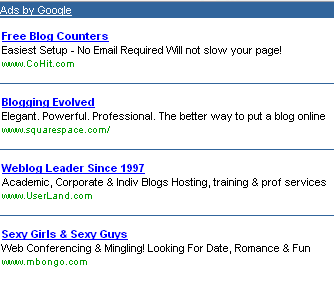 Ads by Google
Free Blog Counters
Easiest Setup - No Email Required Will not slow your page!
www.CoHit.com
Blogging Evolved
Elegant. Powerful. Professional. The better way to put a blog online
www.squarespace.com/
Weblog Leader Since 1997
Academic, Corporate & Indiv Blogs Hosting, training & prof services
www.UserLand.com
Sexy Girls & Sexy Guys
Web Conferencing & Mingling! Looking For Date, Romance & Fun
www.mbongo.com